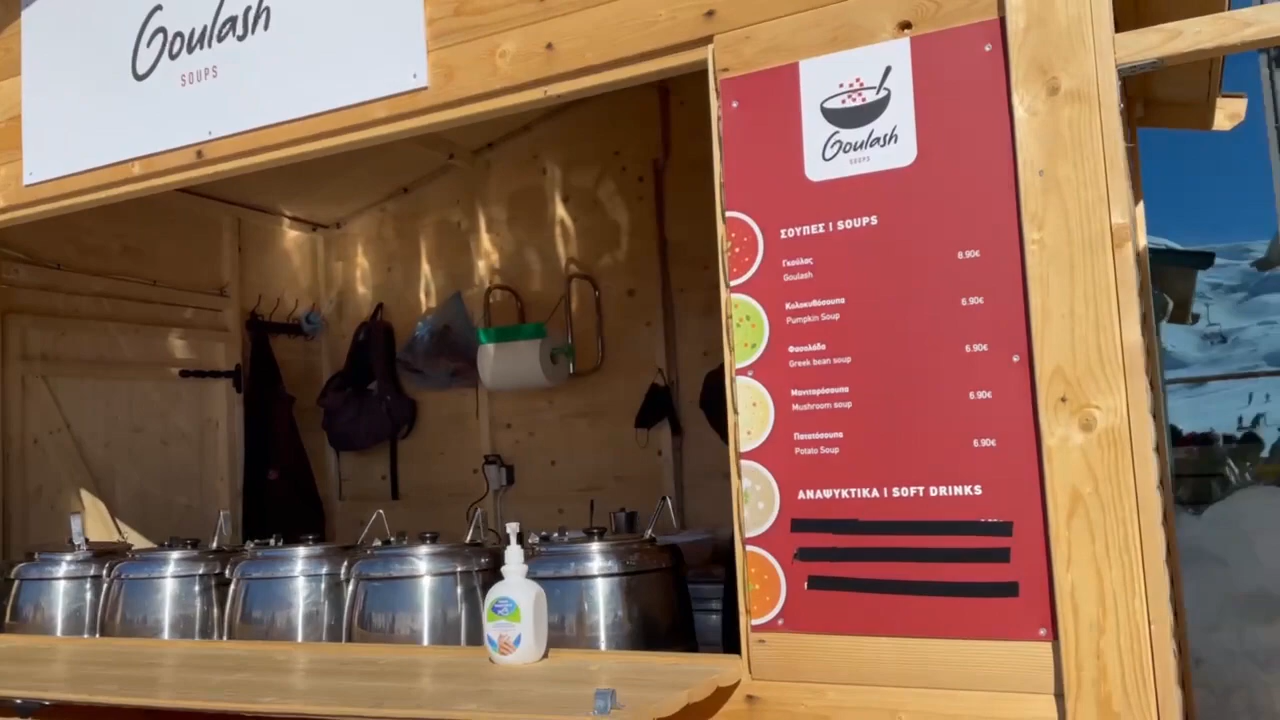 Goulash
SOUPS
Goulash
SOUPS
ΣΟΥΠΕΣ | SOUPS
Γκούλας 8.90€
Goulash
Κολοκυθόσουπα 6.90€
Pumpkin Soup
Φασολάδα 6.90€
Greek bean soup
Μανιταρόσουπα 6.90€
Mushroom soup
Πατατόσουπα 6.90€
Potato Soup
ΑΝΑΨΥΚΤΙΚΑ | SOFT DRINKS